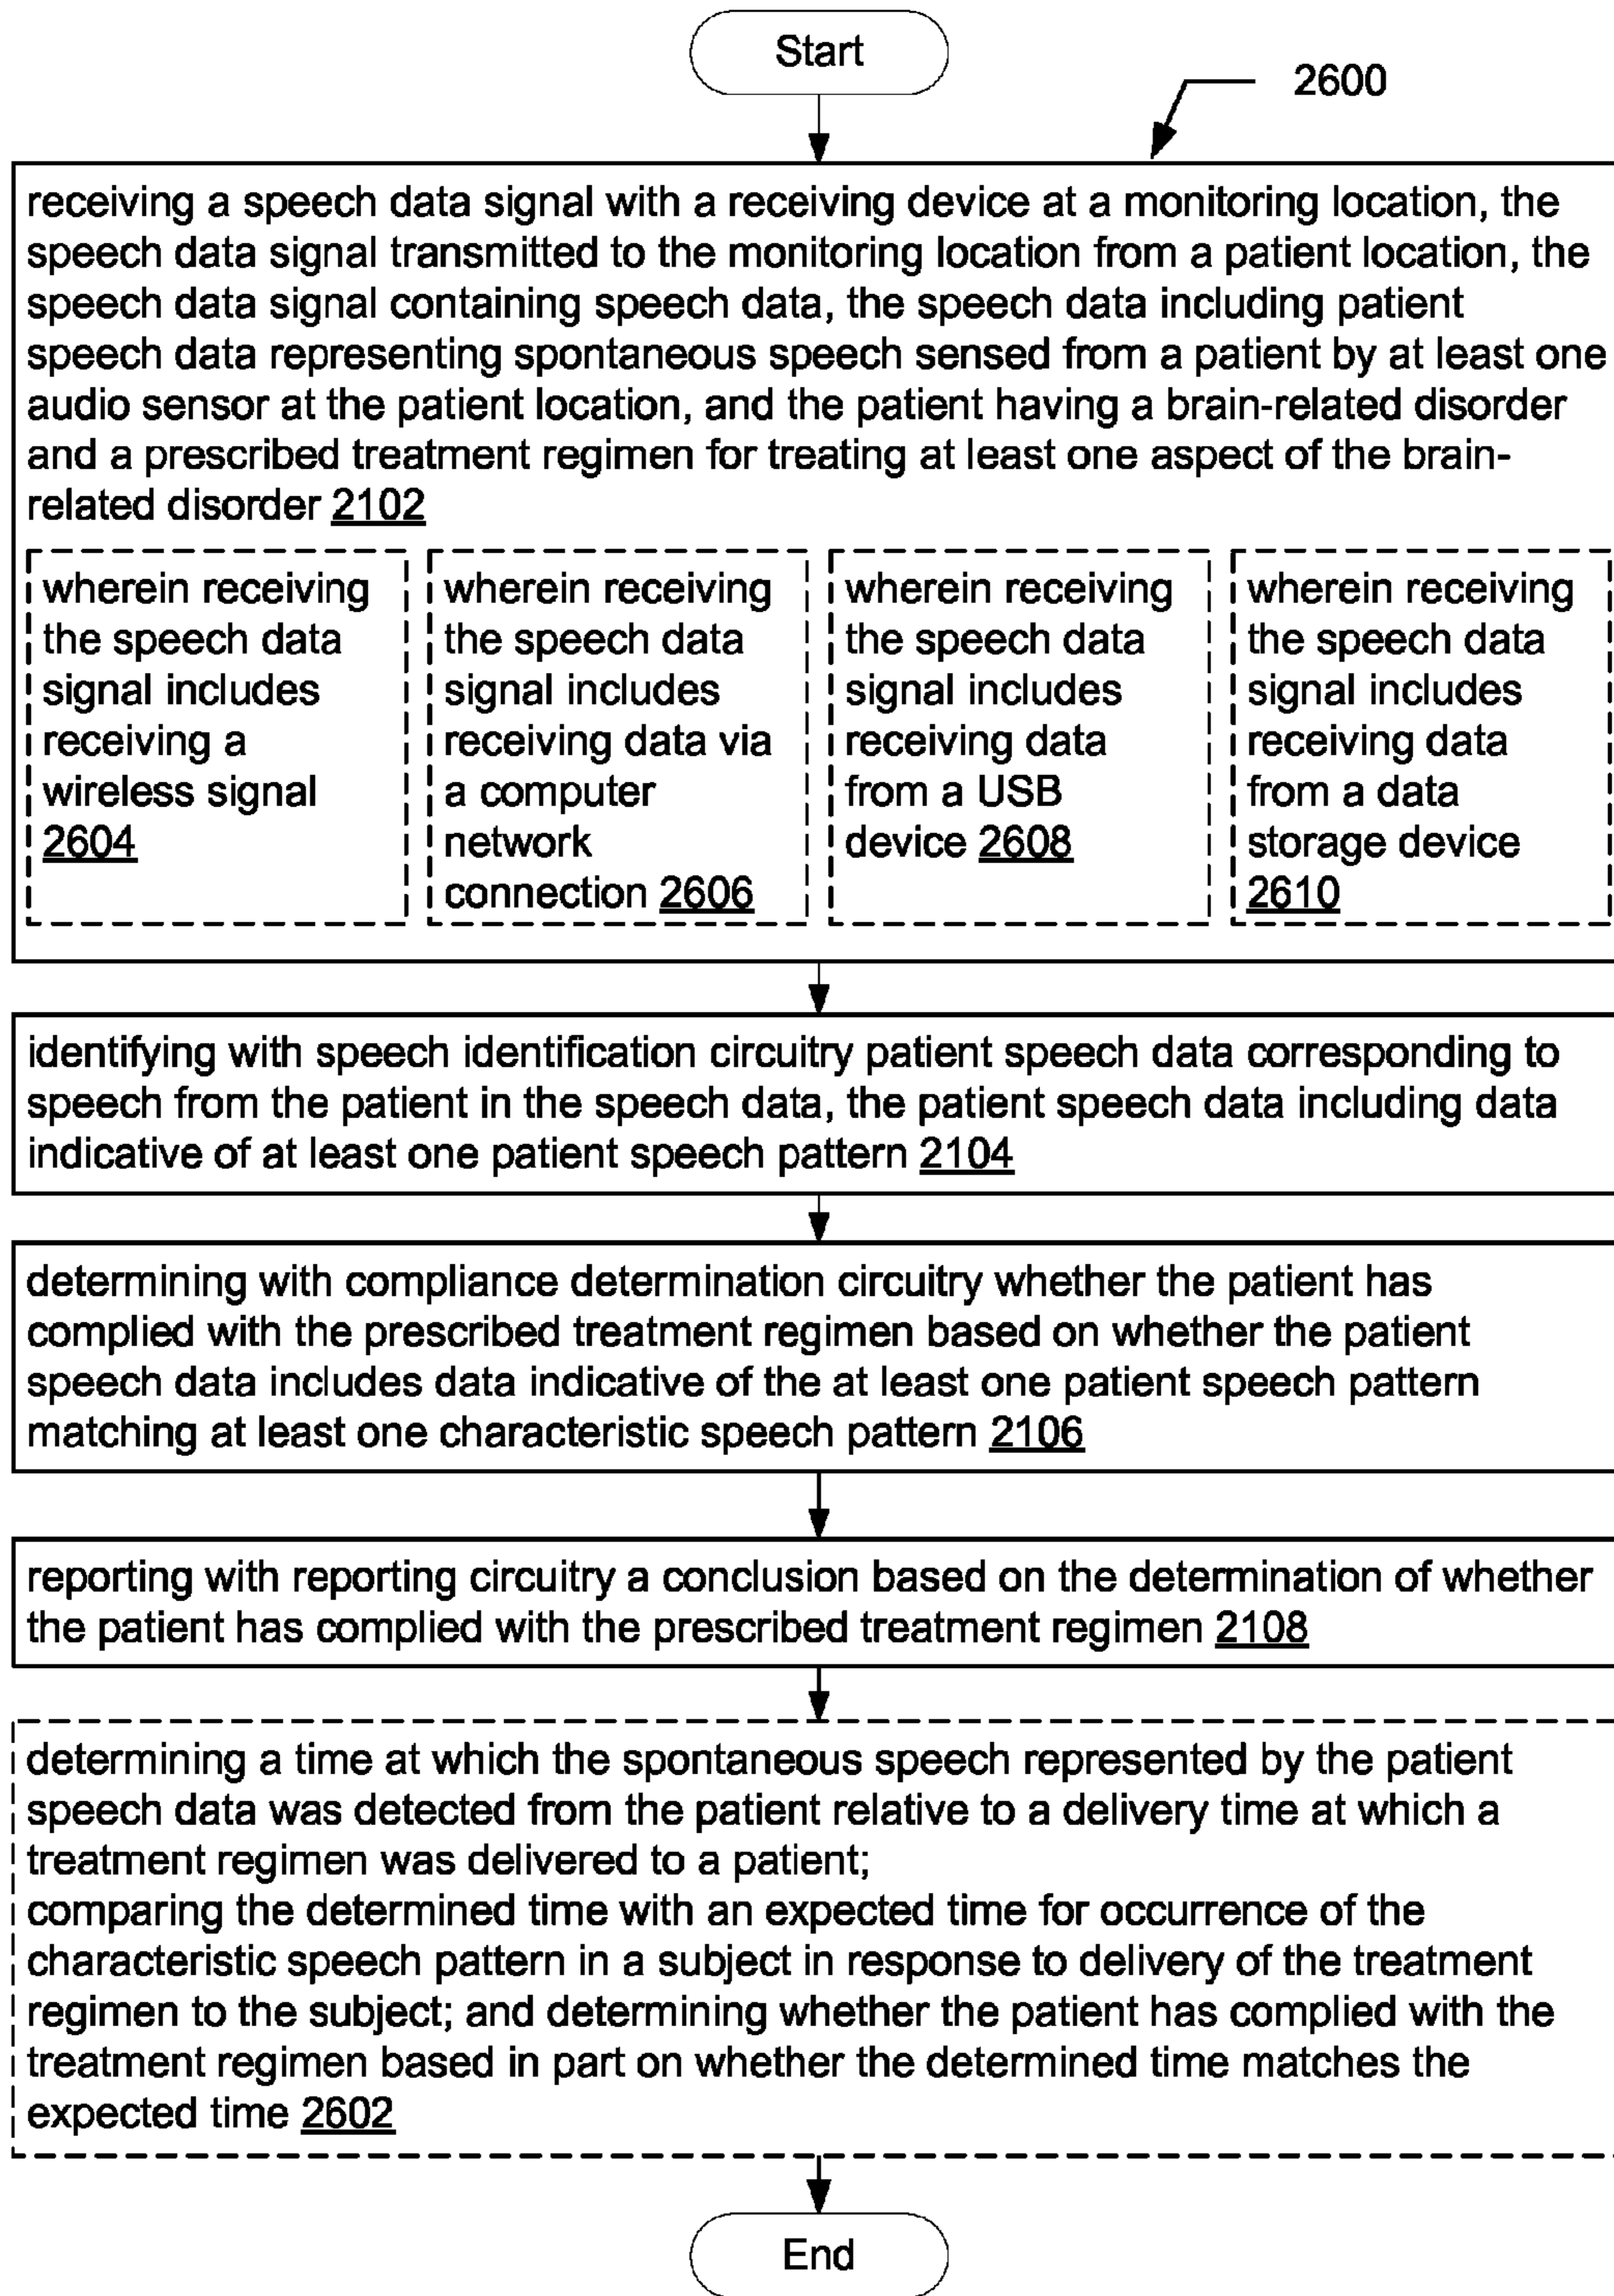 Start
2600
receiving a speech data signal with a receiving device at a monitoring location, the
speech data signal transmitted to the monitoring location from a patient location, the
speech data signal containing speech data, the speech data including patient
speech data representing spontaneous speech sensed from a patient by at least one
audio sensor at the patient location, and the patient having a brain-related disorder
and a prescribed treatment regimen for treating at least one aspect of the brain-
related disorder 2102
wherein receiving
the speech data
signal includes
receiving a
wireless signal
2604
wherein receiving
the speech data
signal includes
receiving data via
a computer
network
connection 2606
wherein receiving
the speech data
signal includes
receiving data
from a USB
device 2608
wherein receiving
the speech data
signal includes
receiving data
from a data
storage device
2610
identifying with speech identification circuitry patient speech data corresponding to
speech from the patient in the speech data, the patient speech data including data
indicative of at least one patient speech pattern 2104
determining with compliance determination circuitry whether the patient has
complied with the prescribed treatment regimen based on whether the patient
speech data includes data indicative of the at least one patient speech pattern
matching at least one characteristic speech pattern 2106
reporting with reporting circuitry a conclusion based on the determination of whether
the patient has complied with the prescribed treatment regimen 2108
determining a time at which the spontaneous speech represented by the patient
speech data was detected from the patient relative to a delivery time at which a
treatment regimen was delivered to a patient;
comparing the determined time with an expected time for occurrence of the
characteristic speech pattern in a subject in response to delivery of the treatment
regimen to the subject; and determining whether the patient has complied with the
treatment regimen based in part on whether the determined time matches the
expected time 2602
End